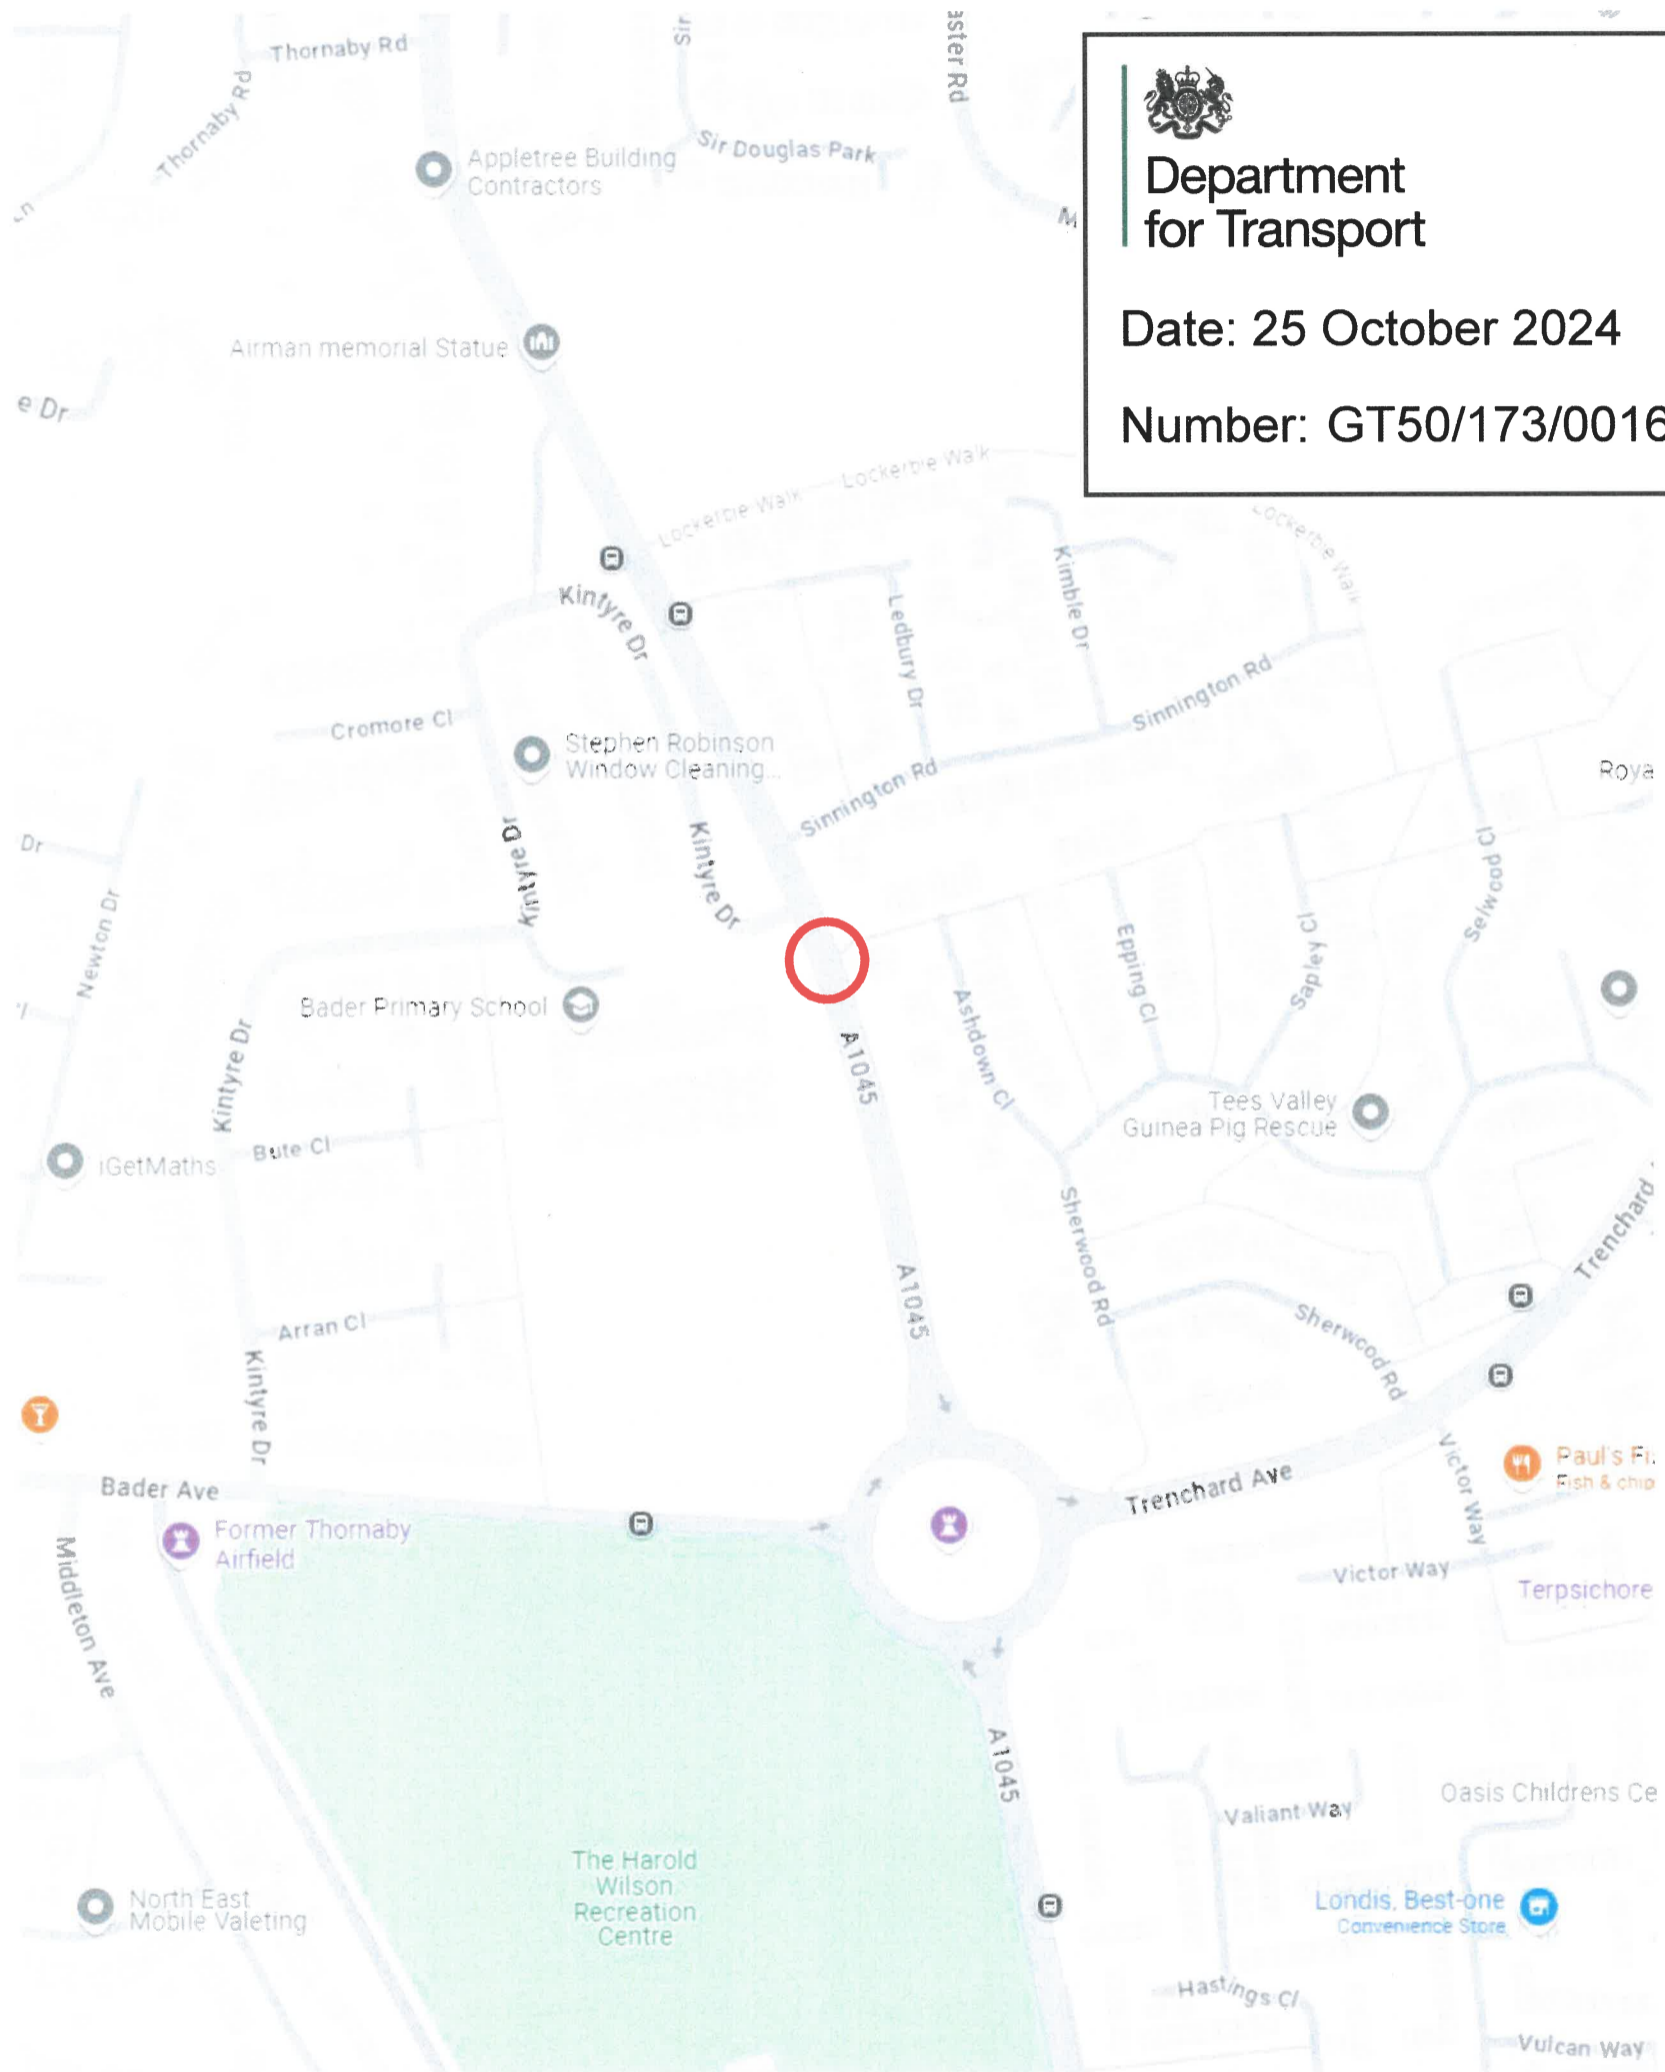 Thornaby Rd
Thornaby Rd
Sir
aster Rd
Appletree Building
Contractors
Sir Douglas Park
Department
for Transport
Date: 25 October 2024
Number: GT50/173/0016
Airman memorial Statue
e Dr
Lockerbie Walk
Lockerbie Walk
Lockerbie Walk
Kintyre Dr
Ledbury Dr
Kimble Dr
Sinnington Rd
Cromore Cl
Stephen Robinson
Window Cleaning...
Sinnington Rd
Roya
Dr
Kintyre Dr
Kintyre Dr
Newton Dr
Selwood Cl
Epping Cl
Sapley Cl
Bader Primary School
Ashdown Cl
A1045
Kintyre Dr
Tees Valley
Guinea Pig Rescue
iGetMaths
Bute Cl
Sherwood Rd
Trenchard
A1045
Arran Cl
Sherwood Rd
Kintyre Dr
Bader Ave
Trenchard Ave
Victor Way
Paul's Fi
Fish & chip
Former Thornaby
Airfield
Middleton Ave
Victor Way
Terpsichore
A1045
Valiant Way
Oasis Childrens Ce
The Harold
Wilson
Recreation
Centre
North East
Mobile Valeting
Londis, Best-one
Convenience Store
Hastings Cl
Vulcan Way